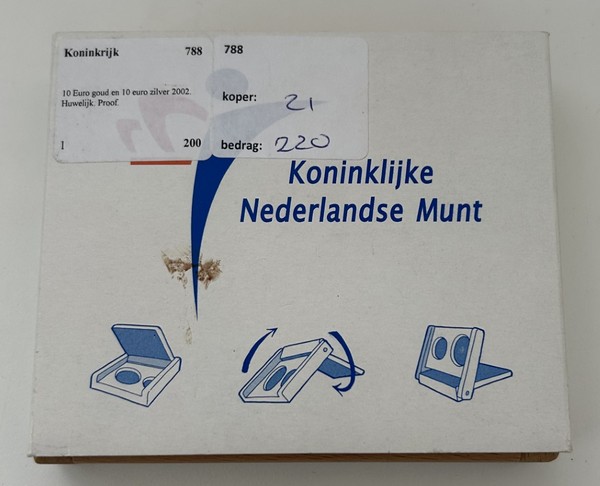 Koninkrijk 788
10 Euro goud en 10 euro zilver 2002.
Huwelijk. Proof.
1 200
788
koper: 21
bedrag: 220
Koninklijke
Nederlandse Munt